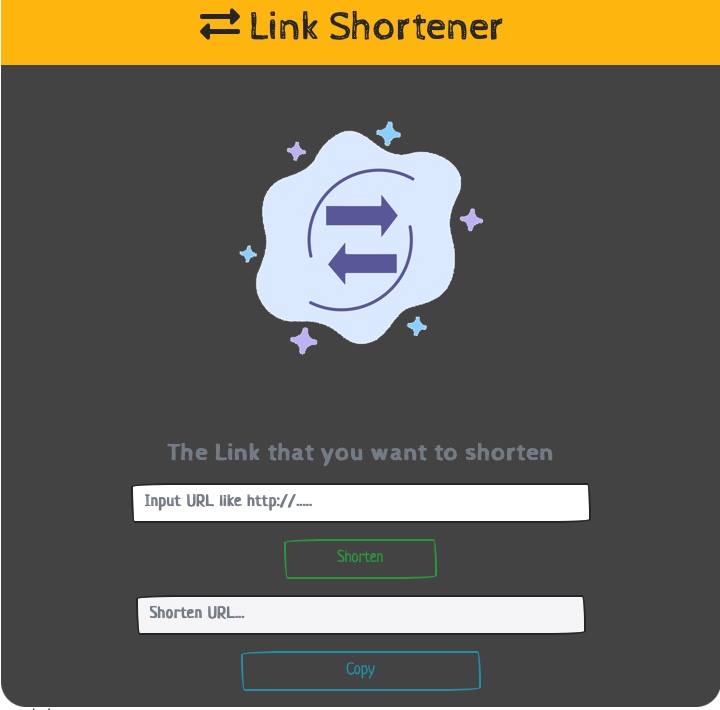 Link Shortener
The Link that you want to shorten
Input URL like http://.....
Shorten
Shorten URL...
Copy